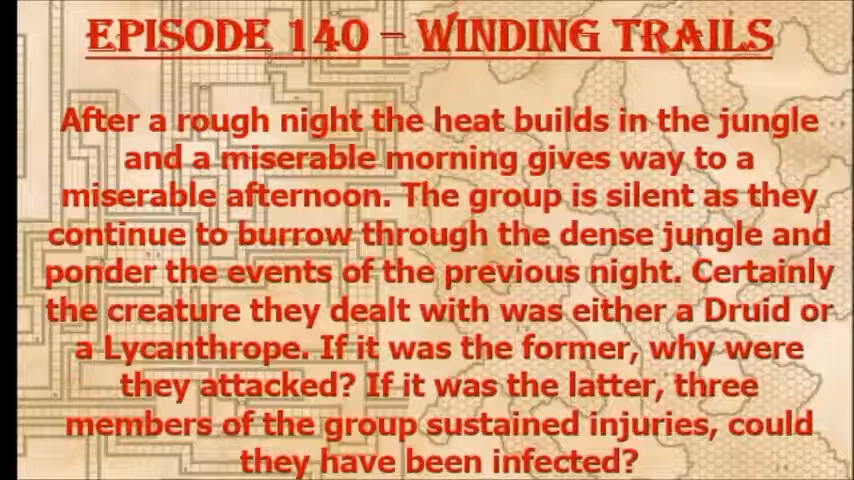 EPISODE 140 – WINDING TRAILS
After a rough night the heat builds in the jungle
and a miserable morning gives way to a
miserable afternoon. The group is silent as they
continue to burrow through the dense jungle and
ponder the events of the previous night. Certainly
the creature they dealt with was either a Druid or
a Lycanthrope. If it was the former, why were
they attacked? If it was the latter, three
members of the group sustained injuries, could
they have been infected?